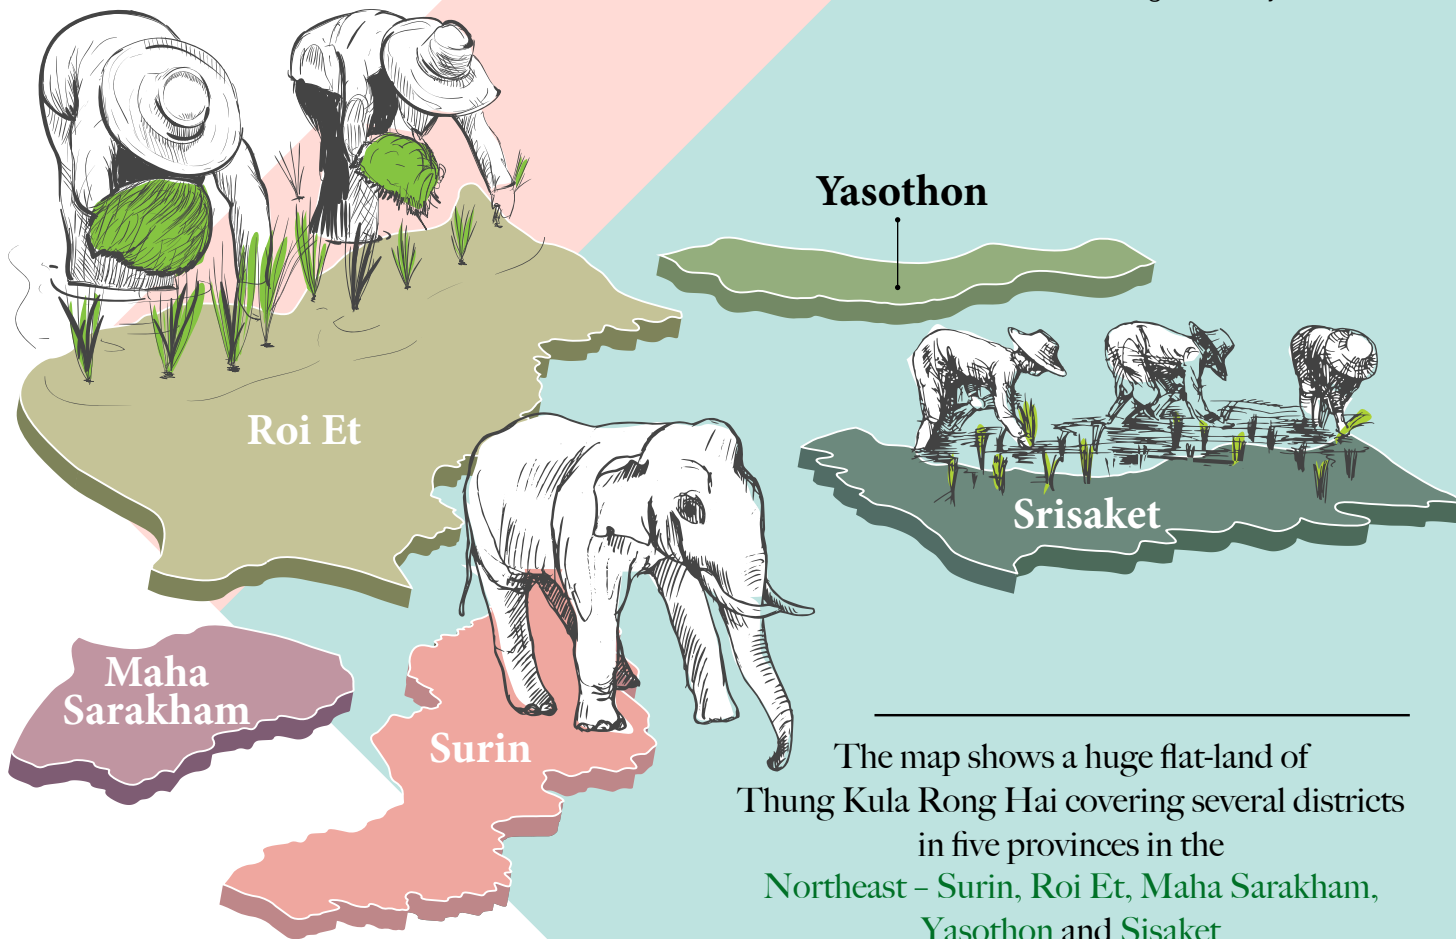 Yasothon
Roi Et
Srisaket
Maha
Sarakham
Surin
The map shows a huge flat-land of
Thung Kula Rong Hai covering several districts
in five provinces in the
Northeast – Surin, Roi Et, Maha Sarakham,
Yasothon and Sisaket